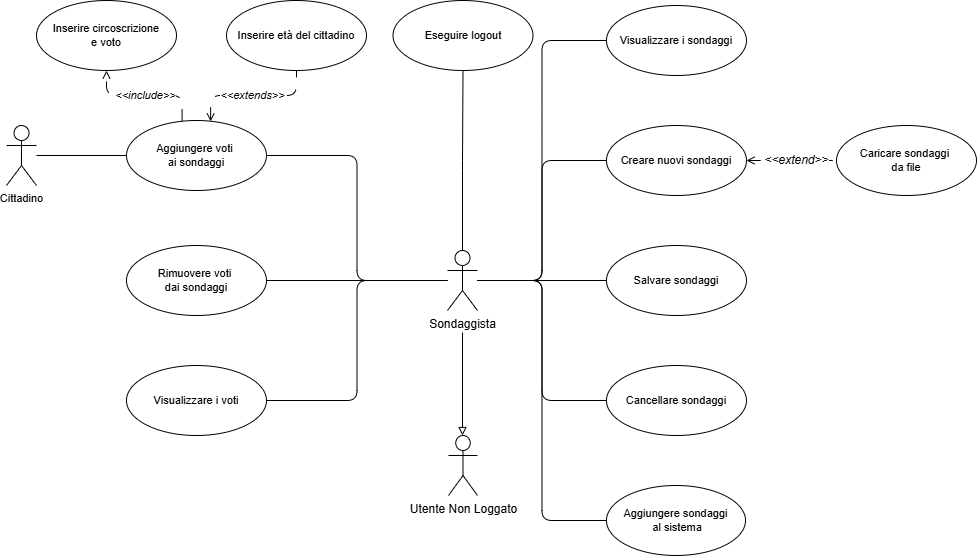 Inserire circoscrizione
e voto
Inserire età del cittadino
Eseguire logout
Visualizzare i sondaggi
<<include>>
<<extends>>
Aggiungere voti
ai sondaggi
Creare nuovi sondaggi
<<extend>>
Caricare sondaggi
da file
Cittadino
Rimuovere voti
dai sondaggi
Salvare sondaggi
Sondaggista
Visualizzare i voti
Cancellare sondaggi
Utente Non Loggato
Aggiungere sondaggi
al sistema